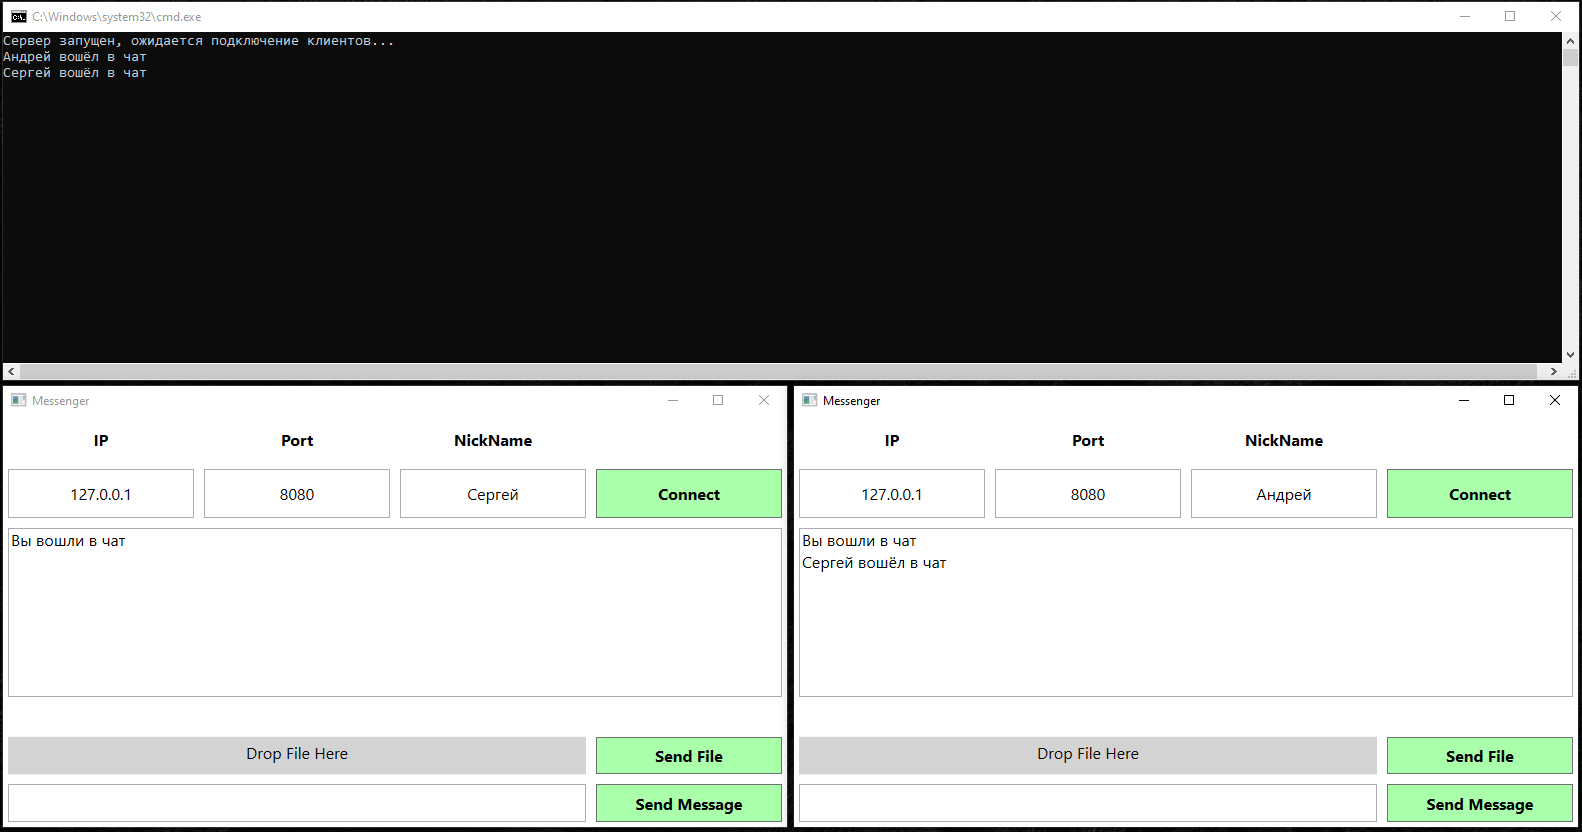 C:\Windows\system32\cmd.exe
Сервер запущен, ожидается подключение клиентов...
Андрей вошёл в чат
Сергей вошёл в чат
Messenger
IP Port NickName
127.0.0.1 8080 Сергей Connect
Вы вошли в чат
Drop File Here Send File
Send Message
Messenger
IP Port NickName
127.0.0.1 8080 Андрей Connect
Вы вошли в чат
Сергей вошёл в чат
Drop File Here Send File
Send Message